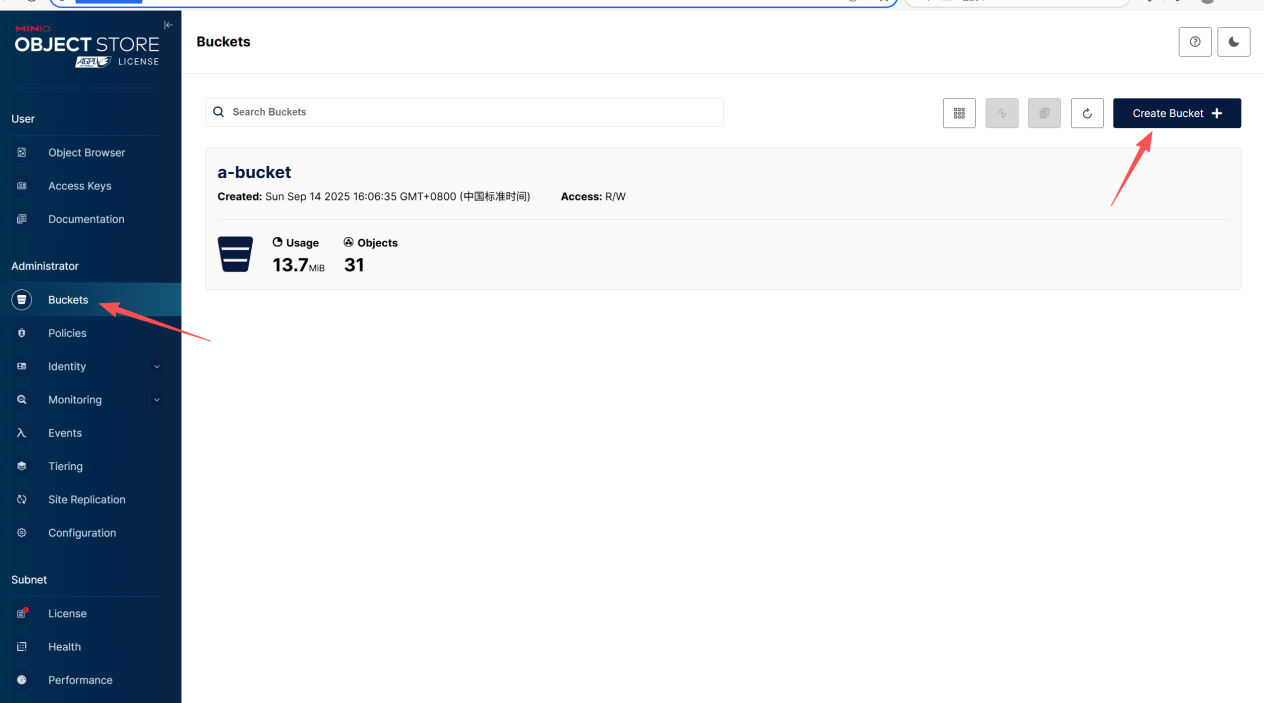 MINIO
OBJECT STORE
AGPL LICENSE
User
Object Browser
Access Keys
Documentation
Administrator
Buckets
Policies
Identity
Monitoring
Events
Tiering
Site Replication
Configuration
Subnet
License
Health
Performance
Buckets
Search Buckets
Create Bucket
a-bucket
Created: Sun Sep 14 2025 16:06:35 GMT+0800 (中国标准时间) Access: R/W
Usage Objects
13.7MiB 31